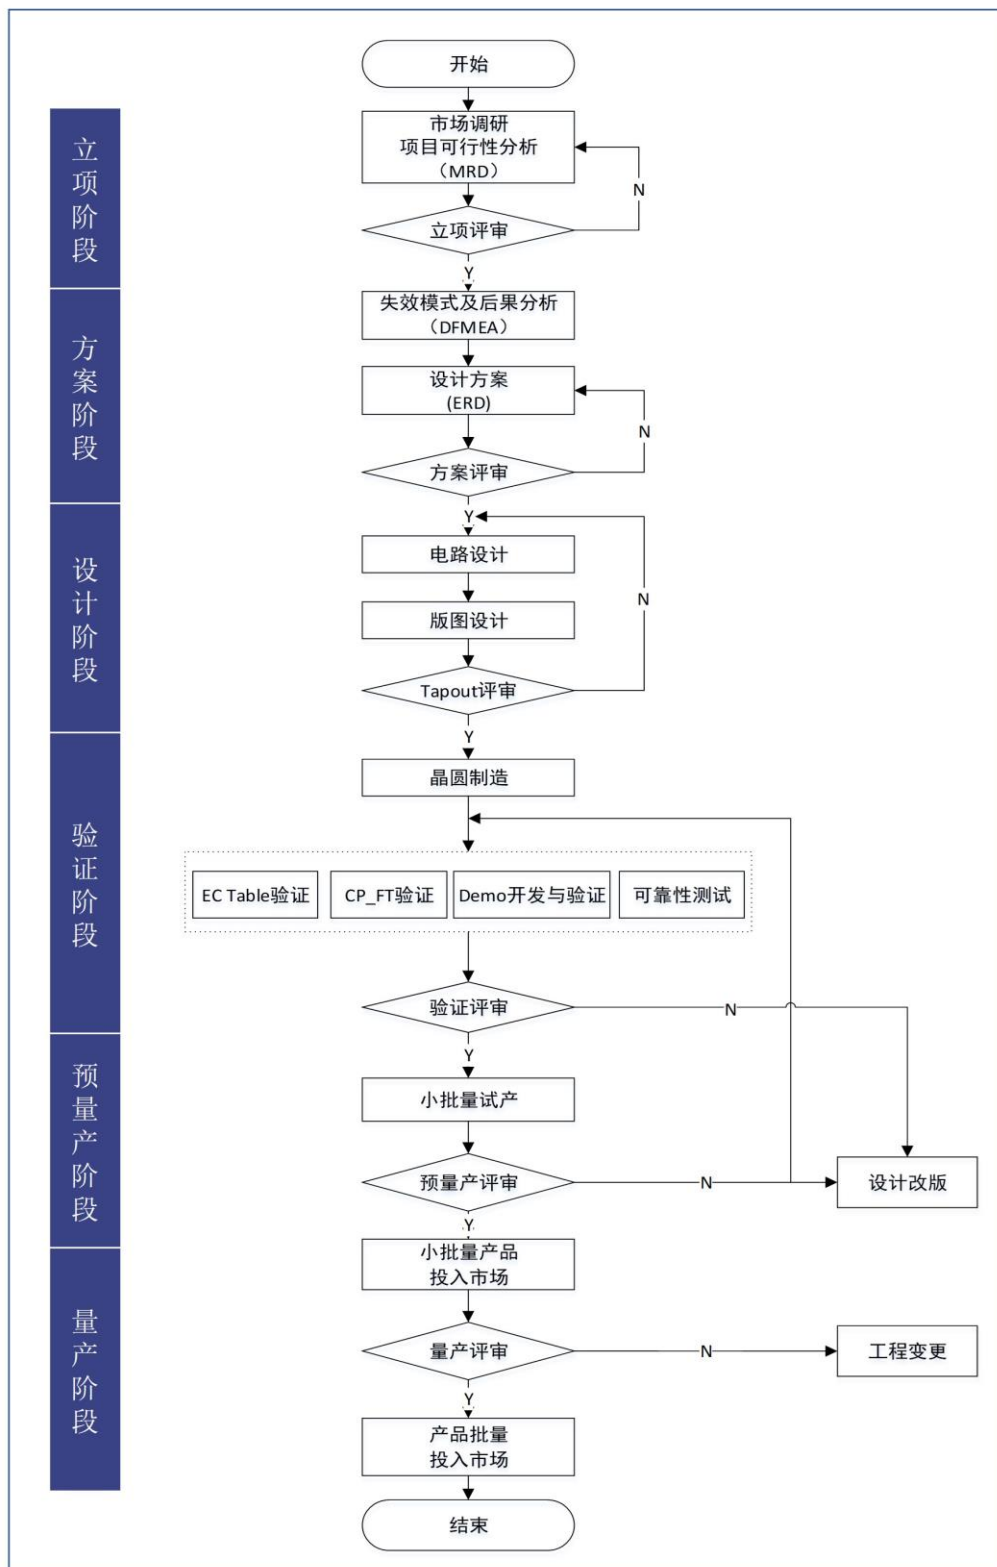 开始
立项阶段
市场调研
项目可行性分析
（MRD）
N
立项评审
Y
方案阶段
失效模式及后果分析
（DFMEA）
设计方案
(ERD)
N
方案评审
Y
设计阶段
电路设计
N
版图设计
Tapout评审
Y
验证阶段
晶圆制造
EC Table验证
CP_FT验证
Demo开发与验证
可靠性测试
验证评审
N
Y
预量产阶段
小批量试产
预量产评审
N
设计改版
Y
量产阶段
小批量产品
投入市场
量产评审
N
工程变更
Y
产品批量
投入市场
结束